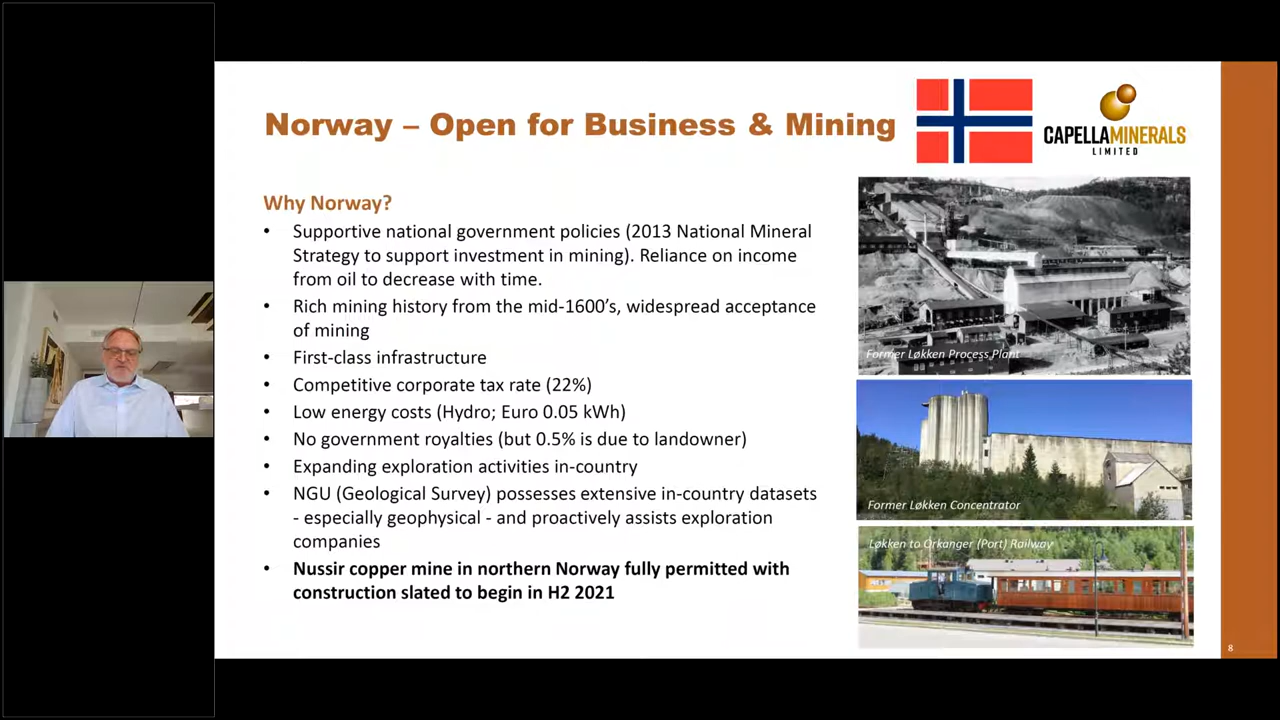 Norway – Open for Business & Mining
CAPELLAMINERALS
LIMITED
Why Norway?
• Supportive national government policies (2013 National Mineral
Strategy to support investment in mining). Reliance on income
from oil to decrease with time.
• Rich mining history from the mid-1600’s, widespread acceptance
of mining
• First-class infrastructure
• Competitive corporate tax rate (22%)
• Low energy costs (Hydro; Euro 0.05 kWh)
• No government royalties (but 0.5% is due to landowner)
• Expanding exploration activities in-country
• NGU (Geological Survey) possesses extensive in-country datasets
- especially geophysical - and proactively assists exploration
companies
• Nussir copper mine in northern Norway fully permitted with
construction slated to begin in H2 2021
Former Løkken Process Plant
Former Løkken Concentrator
Løkken to Orkanger (Port) Railway
8